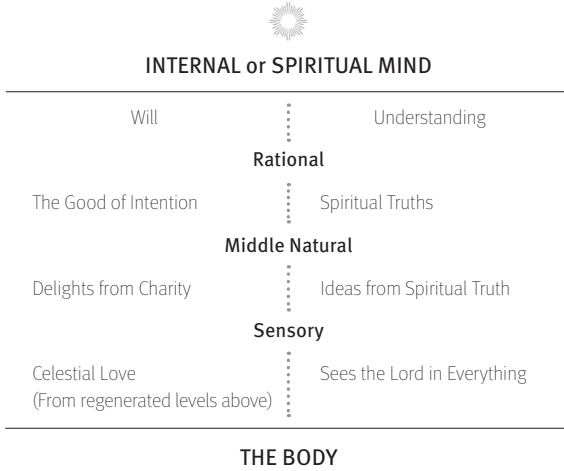 INTERNAL or SPIRITUAL MIND
Will
Understanding
Rational
The Good of Intention
Spiritual Truths
Middle Natural
Delights from Charity
Ideas from Spiritual Truth
Sensory
Celestial Love
(From regenerated levels above)
Sees the Lord in Everything
THE BODY